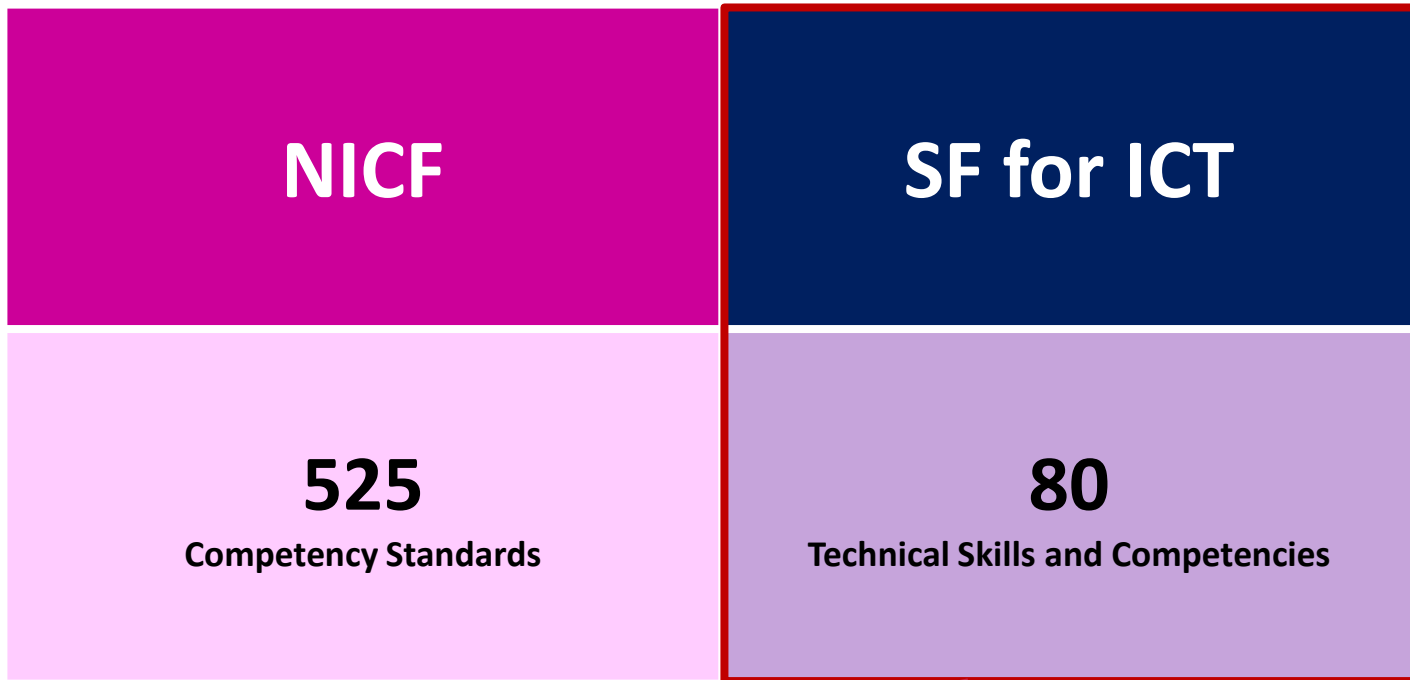 NICF
SF for ICT
525
Competency Standards
80
Technical Skills and Competencies